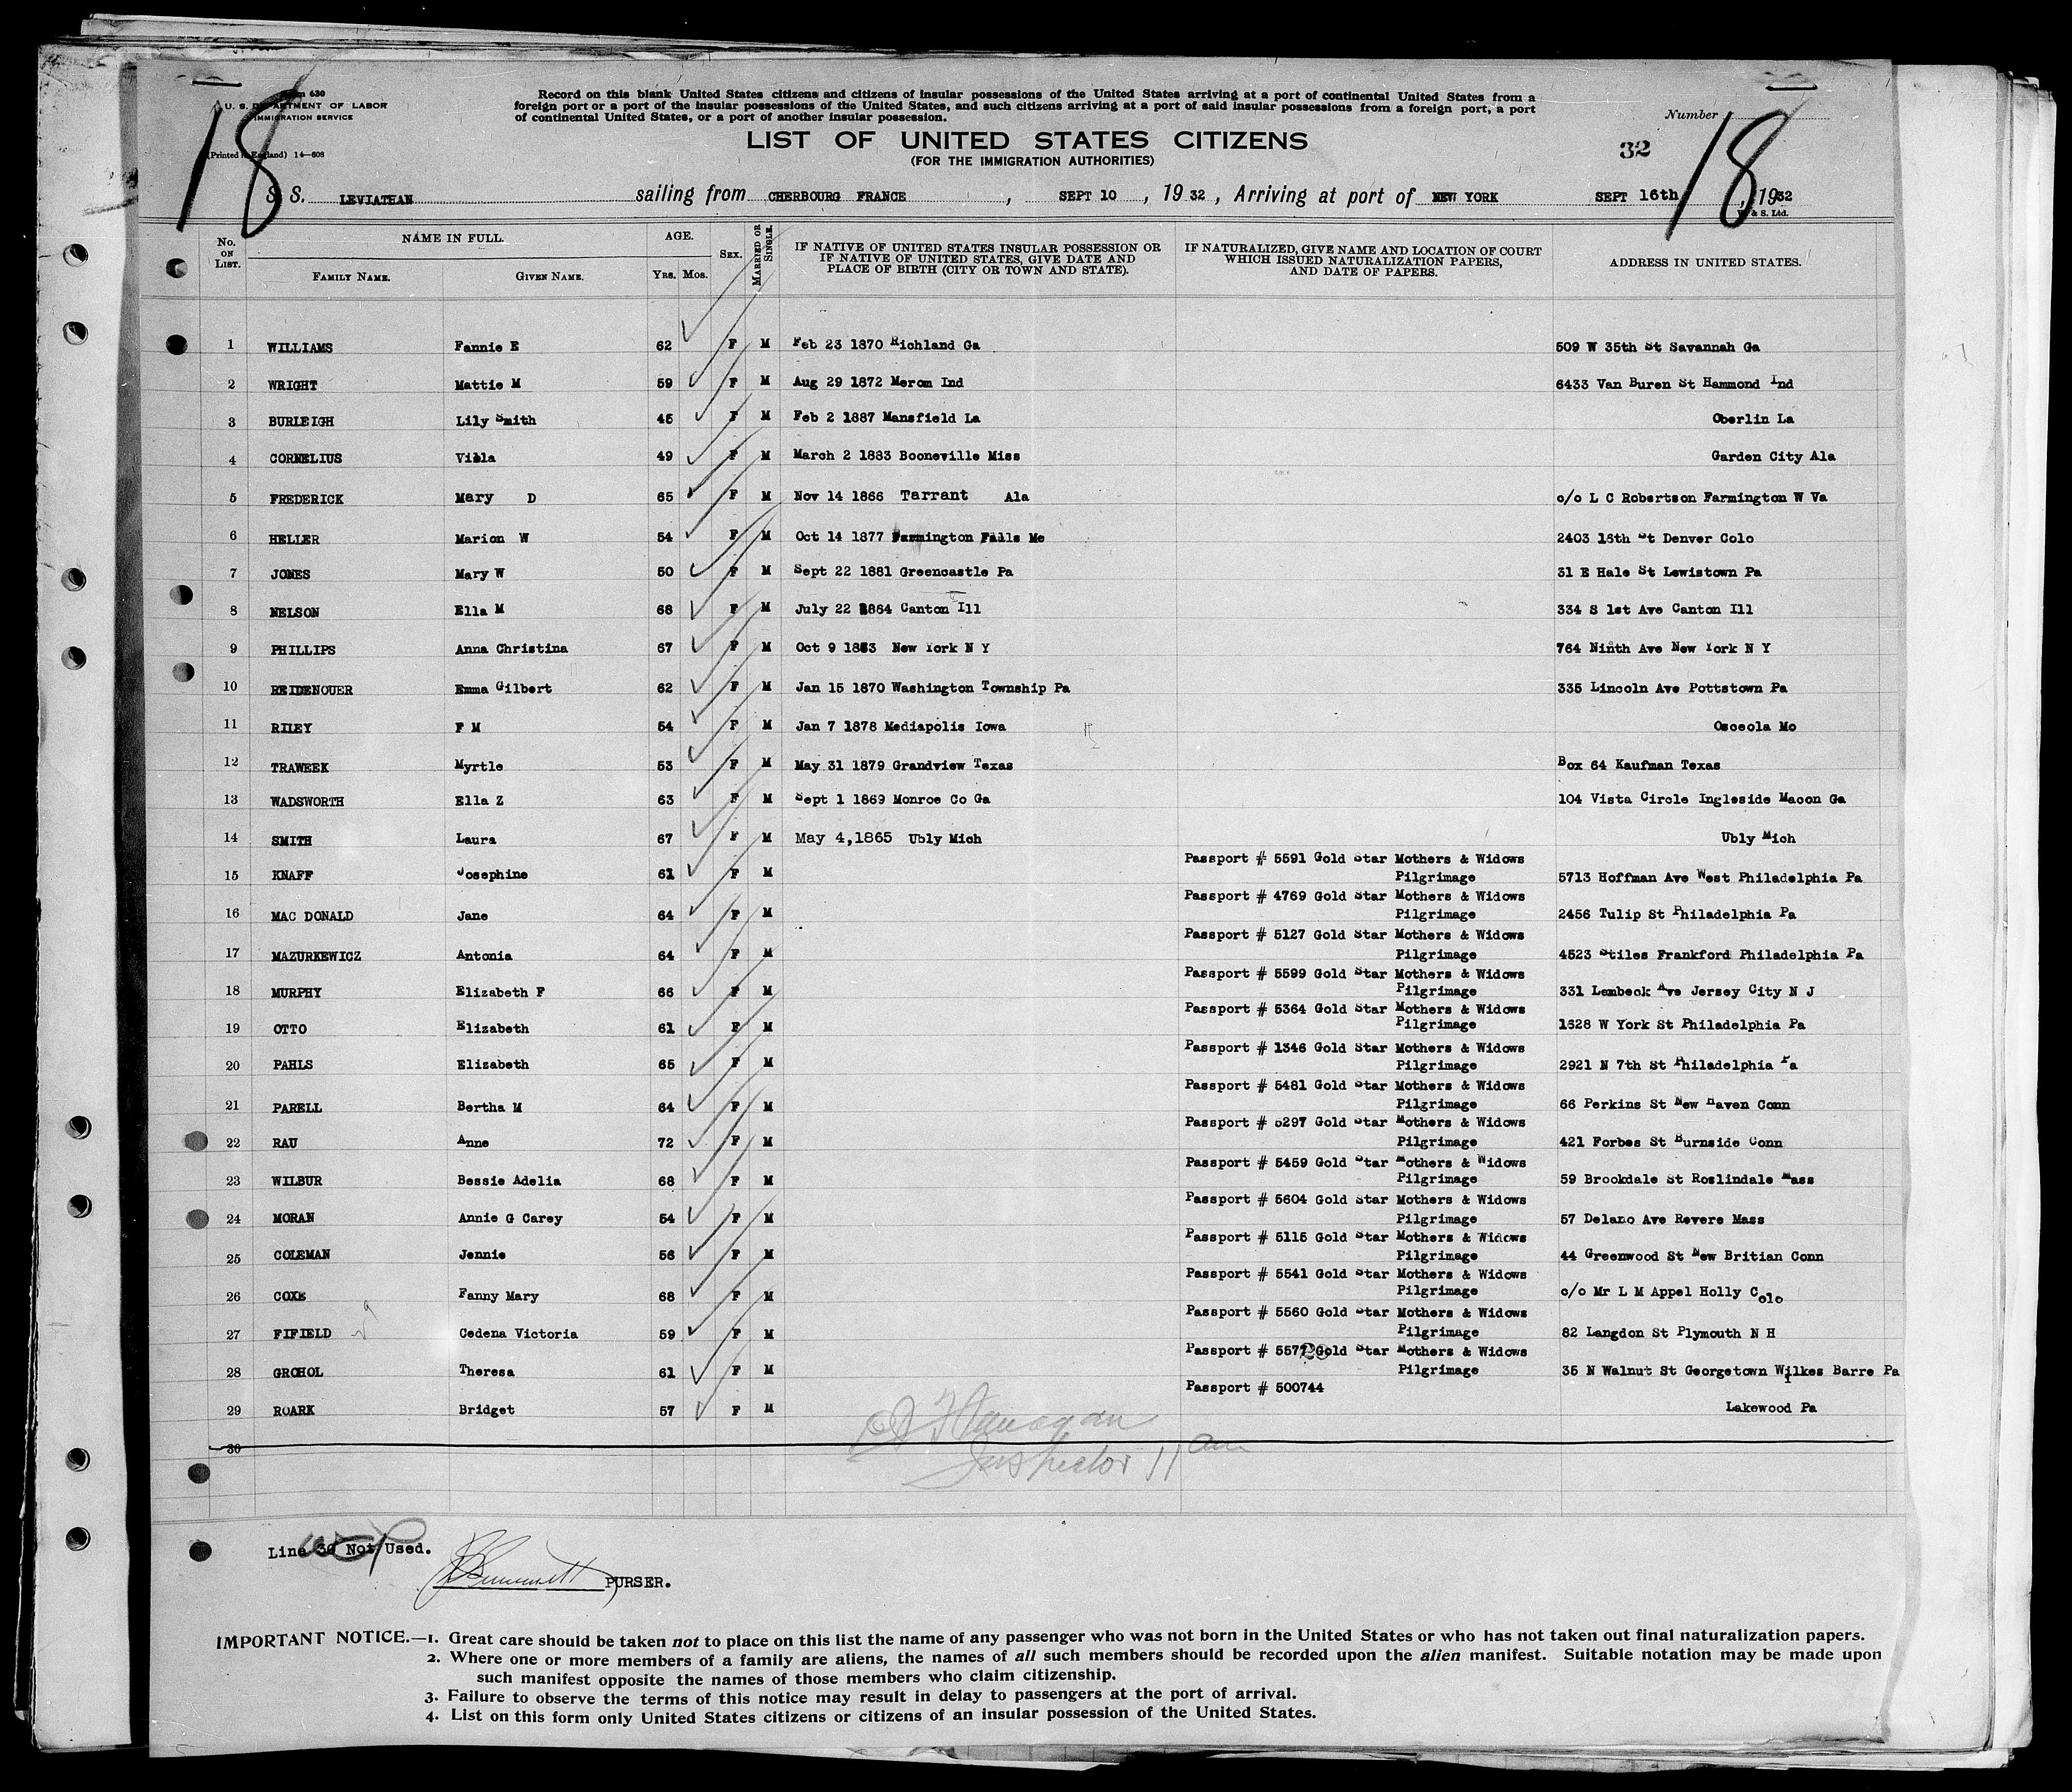 18
Form 630
U. S. DEPARTMENT OF LABOR
IMMIGRATION SERVICE
(Printed in England) 14—608
Record on this blank United States citizens and citizens of insular possessions of the United States arriving at a port of continental United States from a
foreign port or a port of the insular possessions of the United States, and such citizens arriving at a port of said insular possessions from a foreign port, a port
of continental United States, or a port of another insular possession.
Number
18
LIST OF UNITED STATES CITIZENS
(FOR THE IMMIGRATION AUTHORITIES)
32
S. S. LEVIATHAN sailing from CHERBOURG FRANCE, SEPT 10, 1932, Arriving at port of NEW YORK SEPT 16th, 1932
& S. Ltd.
No. ON LIST. NAME IN FULL. FAMILY NAME. GIVEN NAME. AGE. YRS. MOS. SEX. MARRIED OR SINGLE. IF NATIVE OF UNITED STATES INSULAR POSSESSION OR IF NATIVE OF UNITED STATES, GIVE DATE AND PLACE OF BIRTH (CITY OR TOWN AND STATE). IF NATURALIZED, GIVE NAME AND LOCATION OF COURT WHICH ISSUED NATURALIZATION PAPERS, AND DATE OF PAPERS. ADDRESS IN UNITED STATES.
1 WILLIAMS Fannie E 62 F M Feb 23 1870 Richland Ga 509 W 35th St Savannah Ga
2 WRIGHT Mattie M 59 F M Aug 29 1872 Merom Ind 6433 Van Buren St Hammond Ind
3 BURLEIGH Lily Smith 45 F M Feb 2 1887 Mansfield La Oberlin La
4 CORNELIUS Villa 49 F M March 2 1883 Booneville Miss Garden City Ala
5 FREDERICK Mary D 65 F M Nov 14 1866 Tarrant Ala c/o L C Robertson Farmington W Va
6 HELLER Marion W 54 F M Oct 14 1877 Farmington Falls Me 2403 16th St Denver Colo
7 JONES Mary W 50 F M Sept 22 1881 Greencastle Pa 31 E Hale St Lewistown Pa
8 NELSON Ella M 68 F M July 22 1864 Canton Ill 334 S 1st Ave Canton Ill
9 PHILLIPS Anna Christina 67 F M Oct 9 New York N Y 764 Ninth Ave New York N Y
10 REIDENOUER Emma Gilbert 62 F M Jan 15 1870 Washington Township Pa 335 Lincoln Ave Pottstown Pa
11 RILEY F M 54 F M Jan 7 1878 Mediapolis Iowa Osceola Mo
12 TRAWEEK Myrtle 53 F M May 31 1879 Grandview Texas Box 64 Kaufman Texas
13 WADSWORTH Ella Z 63 F M Sept 1 1869 Monroe Co Ga 104 Vista Circle Ingleside Macon Ga
14 SMITH Laura 67 F M May 4,1865 Ubly Mich Ubly Mich
Passport # 5591 Gold Star Mothers & Widows
15 KNAFF Josephine 61 F M Pilgrimage 5713 Hoffman Ave West Philadelphia Pa
Passport # 4769 Gold Star Mothers & Widows
16 MAC DONALD Jane 64 F M Pilgrimage 2456 Tulip St Philadelphia Pa
Passport # 5127 Gold Star Mothers & Widows
17 MAZURKEWICZ Antonia 64 F M Pilgrimage 4523 Stiles Frankford Philadelphia Pa
Passport # 5599 Gold Star Mothers & Widows
18 MURPHY Elizabeth F 66 F M Pilgrimage 331 Lembeck Ave Jersey City N J
Passport # 5364 Gold Star Mothers & Widows
19 OTTO Elizabeth 61 F M Pilgrimage 1628 W York St Philadelphia Pa
Passport # 1346 Gold Star Mothers & Widows
20 PAHLS Elizabeth 65 F M Pilgrimage 2921 N 7th St Philadelphia Pa
Passport # 5481 Gold Star Mothers & Widows
21 PARELL Bertha M 64 F M Pilgrimage 66 Perkins St New Haven Conn
Passport # 5297 Gold Star Mothers & Widows
22 RAU Anne 72 F M Pilgrimage 421 Forbes St Burnside Conn
Passport # 5459 Gold Star Mothers & Widows
23 WILBUR Bessie Adelia 68 F M Pilgrimage 59 Brookdale St Roslindale Mass
Passport # 5604 Gold Star Mothers & Widows
24 MORAN Annie G Carey 54 F M Pilgrimage 57 Delano Ave Revere Mass
Passport # 5115 Gold Star Mothers & Widows
25 COLEMAN Jennie 56 F M Pilgrimage 44 Greenwood St New Britian Conn
Passport # 5541 Gold Star Mothers & Widows
26 COXE Fanny Mary 68 F M Pilgrimage c/o Mr L M Appel Holly Colo
Passport # 5560 Gold Star Mothers & Widows
27 FIFIELD Cedena Victoria 59 F M Pilgrimage 82 Langdon St Plymouth N H
Passport # 5577 Gold Star Mothers & Widows
28 GROHOL Theresa 61 F M Pilgrimage 35 N Walnut St Georgetown Wilkes Barre Pa
Passport # 500744
29 ROARK Bridget 57 F M Lakewood Pa
30
Flanagan
Inspector 11 am
Line 30 Not Used.
PURSER.
IMPORTANT NOTICE.—1. Great care should be taken not to place on this list the name of any passenger who was not born in the United States or who has not taken out final naturalization papers.
2. Where one or more members of a family are aliens, the names of all such members should be recorded upon the alien manifest. Suitable notation may be made upon
such manifest opposite the names of those members who claim citizenship.
3. Failure to observe the terms of this notice may result in delay to passengers at the port of arrival.
4. List on this form only United States citizens or citizens of an insular possession of the United States.